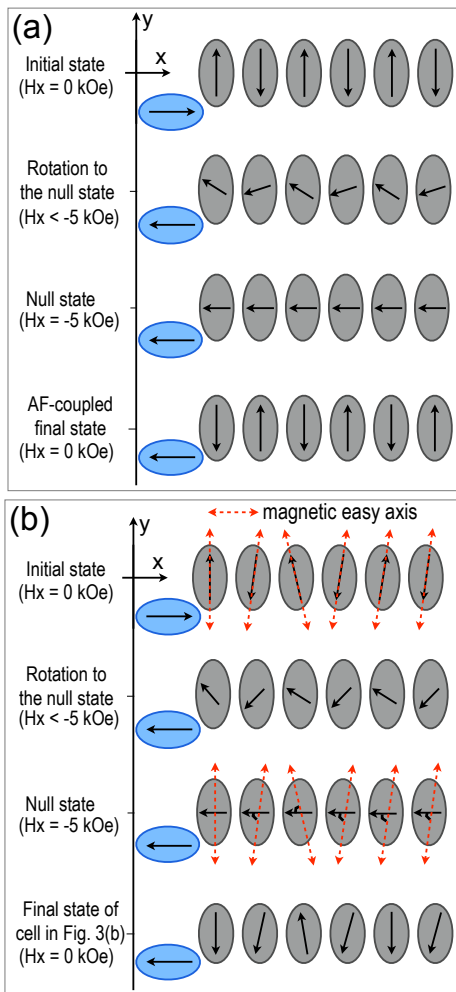 (a)
y
x
Initial state
(Hx = 0 kOe)
Rotation to
the null state
(Hx < -5 kOe)
Null state
(Hx = -5 kOe)
AF-coupled
final state
(Hx = 0 kOe)
(b)
magnetic easy axis
y
x
Initial state
(Hx = 0 kOe)
Rotation to
the null state
(Hx < -5 kOe)
Null state
(Hx = -5 kOe)
Final state of
cell in Fig. 3(b)
(Hx = 0 kOe)